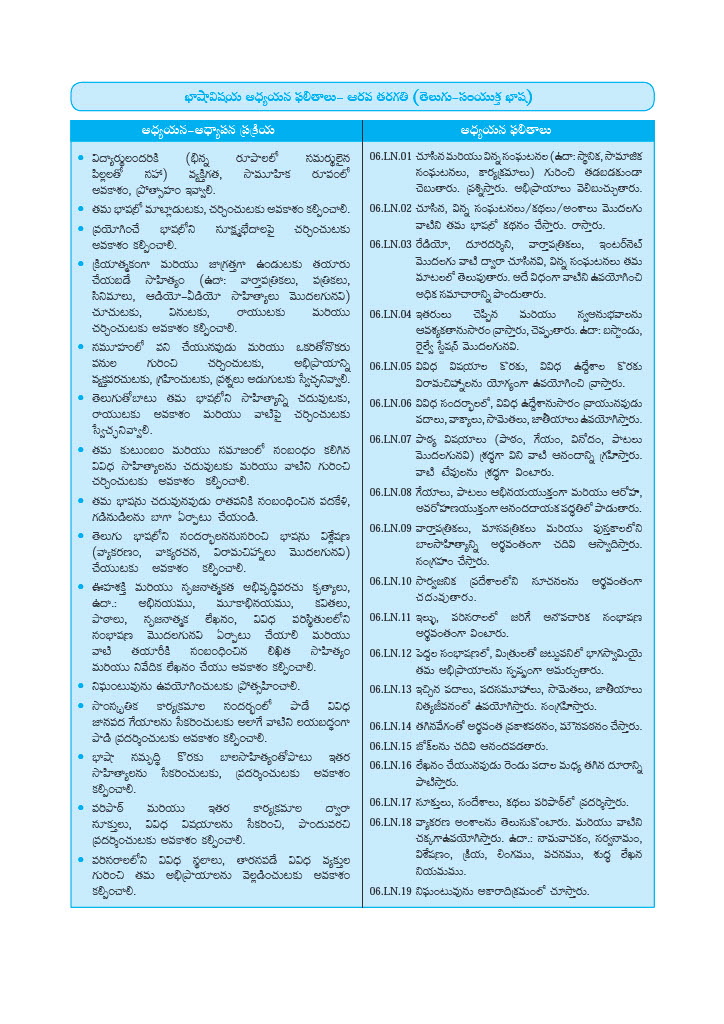 భాషావిషయ అధ్యయన ఫలితాలు– ఆరవ తరగతి (తెలుగు–సంయుక్త భాష)
అధ్యయన–అధ్యాపన ప్రక్రియ
● విద్యార్థులందరికి (భిన్న రూపాలలో సమర్థులైన
పిల్లలతో సహా) వ్యక్తిగత, సామూహిక రూపంలో
అవకాశం, ప్రోత్సాహం ఇవ్వాలి.
● తమ భాషలో మాట్లాడుటకు, చర్చించుటకు అవకాశం కల్పించాలి.
● ప్రయోగించే భాషలోని సూక్ష్మభేదాలపై చర్చించుటకు
అవకాశం కల్పించాలి.
● క్రియాత్మకంగా మరియు జాగ్రత్తగా ఉండుటకు తయారు
చేయబడే సాహిత్యం (ఉదా: వార్తాపత్రికలు, పత్రికలు,
సినిమాలు, ఆడియో–వీడియో సాహిత్యాలు మొదలగునవి)
చూచుటకు, వినుటకు, రాయుటకు మరియు
చర్చించుటకు అవకాశం కల్పించాలి.
● సమూహంలో పని చేయునవుడు మరియు ఒకరితోనొకరు
పనుల గురించి చర్చించుటకు, అభిప్రాయాన్ని
వ్యక్తపరచుటకు, గ్రహించుటకు, ప్రశ్నలు అడుగుటకు స్వేచ్ఛనివ్వాలి.
● తెలుగుతోబాటు తమ భాషలోని సాహిత్యాన్ని చదువుటకు,
రాయుటకు అవకాశం మరియు వాటిపై చర్చించుటకు
స్వేచ్ఛనివ్వాలి.
● తమ కుటుంబం మరియు సమాజంలో సంబంధం కలిగిన
వివిధ సాహిత్యాలను చదువుటకు మరియు వాటిని గురించి
చర్చించుటకు అవకాశం కల్పించాలి.
● తమ భాషను చదువునవుడు రాతపనికి సంబంధించిన పదకేళి,
గడినుడిలను బాగా ఏర్పాటు చేయండి.
● తెలుగు భాషలోని సందర్భాలననుసరించి భాషను విశ్లేషణ
(వ్యాకరణం, వాక్యరచన, విరామచిహ్నాలు మొదలగునవి)
చేయుటకు అవకాశం కల్పించాలి.
● ఊహశక్తి మరియు సృజనాత్మకత అభివృద్ధిపరచు కృత్యాలు,
ఉదా.: అభినయము, మూకాభినయము, కవితలు,
పాఠాలు, సృజనాత్మక లేఖనం, వివిధ పరిస్థితులలోని
సంభాషణ మొదలగునవి ఏర్పాటు చేయాలి మరియు
వాటి తయారీకి సంబంధించిన లిఖిత సాహిత్యం
మరియు నివేదిక లేఖనం చేయు అవకాశం కల్పించాలి.
● నిఘంటువును ఉపయోగించుటకు ప్రోత్సహించాలి.
● సాంస్కృతిక కార్యక్రమాల సందర్భంలో పాడే వివిధ
జానపద గేయాలను సేకరించుటకు అలాగే వాటిని లయబద్ధంగా
పాడి ప్రదర్శించుటకు అవకాశం కల్పించాలి.
● భాషా సమృద్ధి కొరకు బాలసాహిత్యంతోపాటు ఇతర
సాహిత్యాలను సేకరించుటకు, ప్రదర్శించుటకు అవకాశం
కల్పించాలి.
● పరిపాఠ్ మరియు ఇతర కార్యక్రమాల ద్వారా
సూక్తులు, వివిధ విషయాలను సేకరించి, పొందుపరచి
ప్రదర్శించుటకు అవకాశం కల్పించాలి.
● పరిసరాలలోని వివిధ స్థలాలు, తారసపడే వివిధ వ్యక్తుల
గురించి తమ అభిప్రాయాలను వెల్లడించుటకు అవకాశం
కల్పించాలి.
అధ్యయన ఫలితాలు
06.LN.01 చూసిన మరియు విన్న సంఘటనల (ఉదా: స్థానిక, సామాజిక
సంఘటనలు, కార్యక్రమాలు) గురించి తడబడకుండా
చెబుతారు. ప్రశ్నిస్తారు. అభిప్రాయాలు వెలిబుచ్చుతారు.
06.LN.02 చూసిన, విన్న సంఘటనలు/కథలు/అంశాలు మొదలగు
వాటిని తమ భాషలో కథనం చేస్తారు. రాస్తారు.
06.LN.03 రేడియో, దూరదర్శిని, వార్తాపత్రికలు, ఇంటర్‌నెట్
మొదలగు వాటి ద్వారా చూసినవి, విన్న సంఘటనలు తమ
మాటలలో తెలుపుతారు. అదే విధంగా వాటిని ఉపయోగించి
అధిక సమాచారాన్ని పొందుతారు.
06.LN.04 ఇతరులు చెప్పిన మరియు స్వఅనుభవాలను
ఆవశ్యకతానుసారం వ్రాస్తారు, చెప్పుతారు. ఉదా: బస్టాండు,
రైల్వే స్టేషన్ మొదలగునవి.
06.LN.05 వివిధ విషయాల కొరకు, వివిధ ఉద్దేశాల కొరకు
విరామచిహ్నాలను యోగ్యంగా ఉపయోగించి వ్రాస్తారు.
06.LN.06 వివిధ సందర్భాలలో, వివిధ ఉద్దేశానుసారం వ్రాయునపుడు
పదాలు, వాక్యాలు, సామెతలు, జాతీయాలు ఉపయోగిస్తారు.
06.LN.07 పాఠ్య విషయాలు (పాఠం, గేయం, వినోదం, పాటలు
మొదలగునవి) శ్రద్ధగా విని వాటి ఆనందాన్ని గ్రహిస్తారు.
వాటి టేపులను శ్రద్ధగా వింటారు.
06.LN.08 గేయాలు, పాటలు అభినయయుక్తంగా మరియు ఆరోహ,
అవరోహణయుక్తంగా ఆనందదాయక పద్ధతిలో పాడుతారు.
06.LN.09 వార్తాపత్రికలు, మాసపత్రికలు మరియు పుస్తకాలలోని
బాలసాహిత్యాన్ని అర్థవంతంగా చదివి ఆస్వాదిస్తారు.
సంగ్రహం చేస్తారు.
06.LN.10 సార్వజనిక ప్రదేశాలలోని సూచనలను అర్థవంతంగా
చదువుతారు.
06.LN.11 ఇల్లు, పరిసరాలలో జరిగే అనౌపచారిక సంభాషణ
అర్థవంతంగా వింటారు.
06.LN.12 పెద్దల సంభాషణలో, మిత్రులతో జట్టుపనిలో భాగస్వామియై
తమ అభిప్రాయాలను స్పష్టంగా అమరుస్తారు.
06.LN.13 ఇచ్చిన పదాలు, పదసమూహాలు, సామెతలు, జాతీయాలు
నిత్యజీవనంలో ఉపయోగిస్తారు. సంగ్రహిస్తారు.
06.LN.14 తగినవేగంతో అర్థవంత ప్రకాశపఠనం, మౌనపఠనం చేస్తారు.
06.LN.15 జోక్‌లను చదివి ఆనందపడతారు.
06.LN.16 లేఖనం చేయునవుడు రెండు పదాల మధ్య తగిన దూరాన్ని
పాటిస్తారు.
06.LN.17 సూక్తులు, సందేశాలు, కథలు పరిపాఠ్‌లో ప్రదర్శిస్తారు.
06.LN.18 వ్యాకరణ అంశాలను తెలుసుకొంటారు. మరియు వాటిని
చక్కగాఉపయోగిస్తారు. ఉదా.: నామవాచకం, సర్వనామం,
విశేషణం, క్రియ, లింగము, వచనము, శుద్ధ లేఖన
నియమము.
06.LN.19 నిఘంటువును అకారాదిక్రమంలో చూస్తారు.